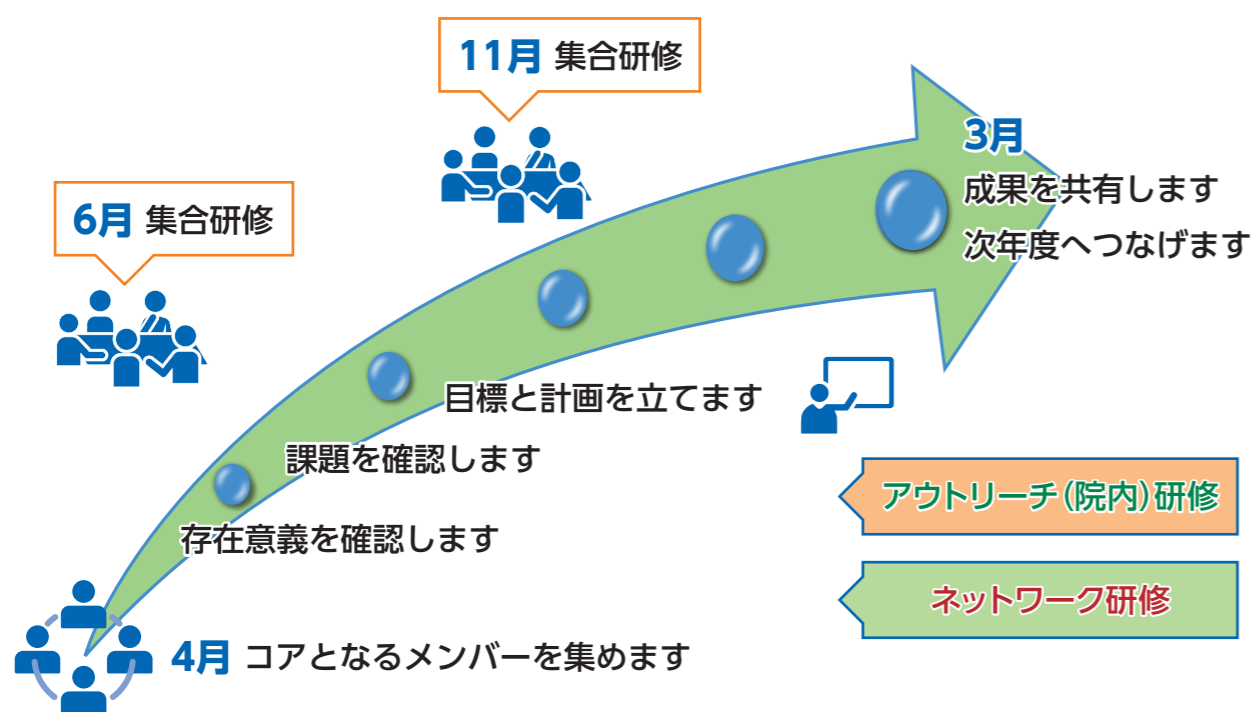 11月 集合研修
3月
成果を共有します
次年度へつなげます
6月 集合研修
目標と計画を立てます
課題を確認します
存在意義を確認します
アウトリーチ(院内)研修
ネットワーク研修
4月 コアとなるメンバーを集めます